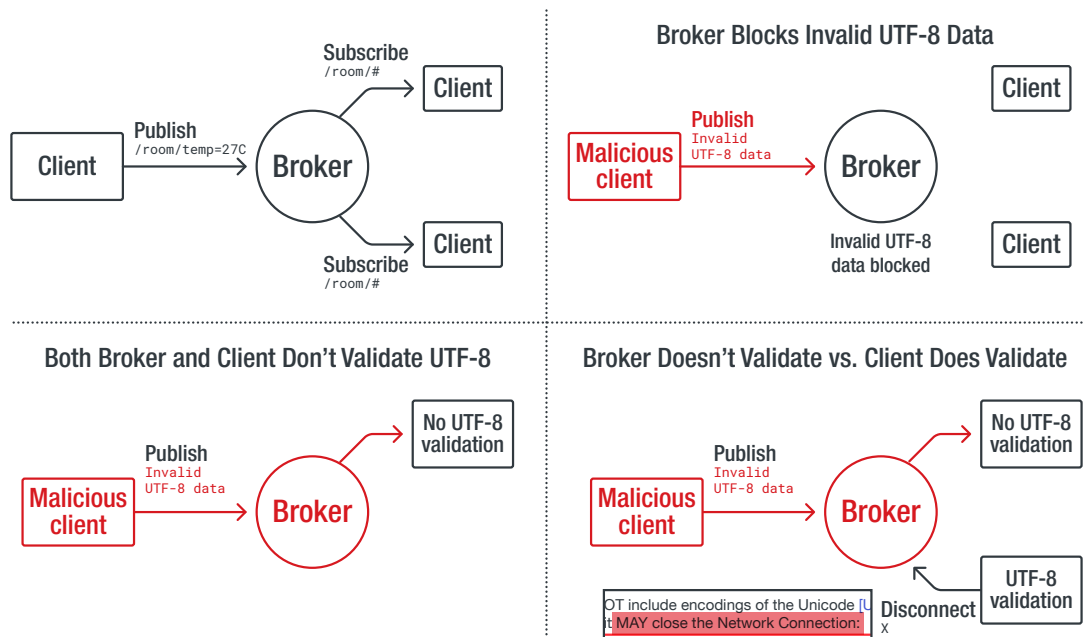 Subscribe
/room/#
Client
Publish
/room/temp=27C
Client
Broker
Client
Subscribe
/room/#
Broker Blocks Invalid UTF-8 Data
Client
Publish
Invalid
UTF-8 data
Malicious
client
Broker
Client
Invalid UTF-8
data blocked
Both Broker and Client Don't Validate UTF-8
No UTF-8
validation
Publish
Invalid
UTF-8 data
Malicious
client
Broker
Broker Doesn't Validate vs. Client Does Validate
No UTF-8
validation
Publish
Invalid
UTF-8 data
Malicious
client
Broker
UTF-8
validation
Disconnect
X
OT include encodings of the Unicode [U
it MAY close the Network Connection: